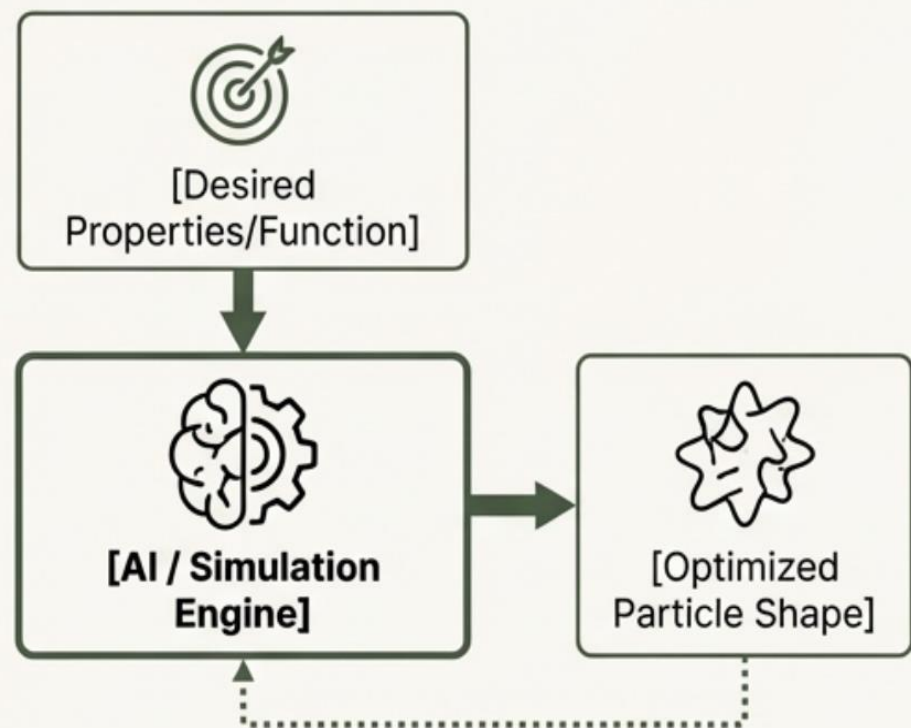 [Desired
Properties/Function]
[AI / Simulation
Engine]
[Optimized
Particle Shape]